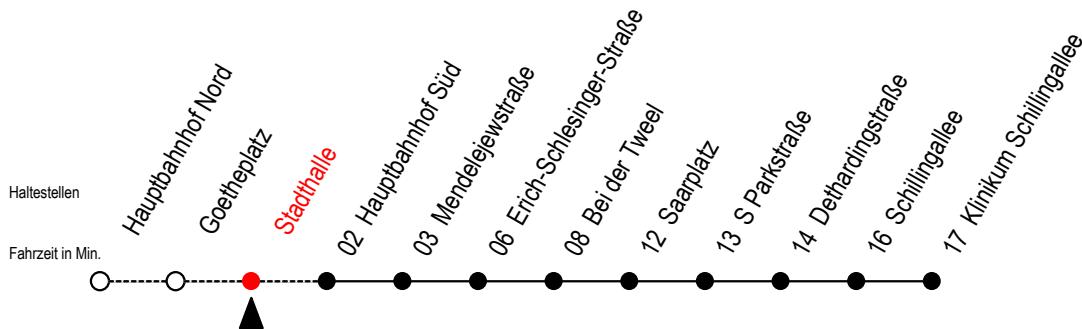 Haltestellen
Fahrzeit in Min.
Hauptbahnhof Nord
Goetheplatz
Stadthalle
02 Hauptbahnhof Süd
03 Mendelejewstraße
06 Erich-Schlesinger-Straße
08 Bei der Tweel
12 Saarplatz
13 S Parkstraße
14 Dethardingstraße
16 Schillingallee
17 Klinikum Schillingallee